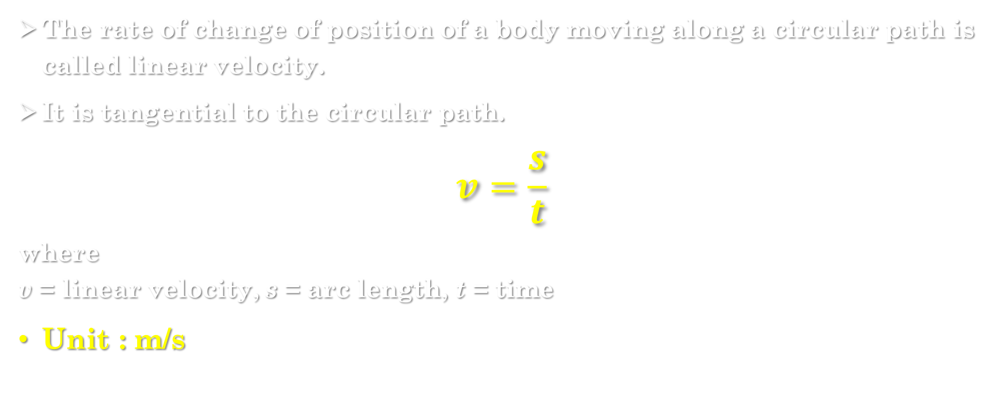 ➢ The rate of change of position of a body moving along a circular path is
called linear velocity.
➢ It is tangential to the circular path.
v = s/t
where
v = linear velocity, s = arc length, t = time
• Unit : m/s